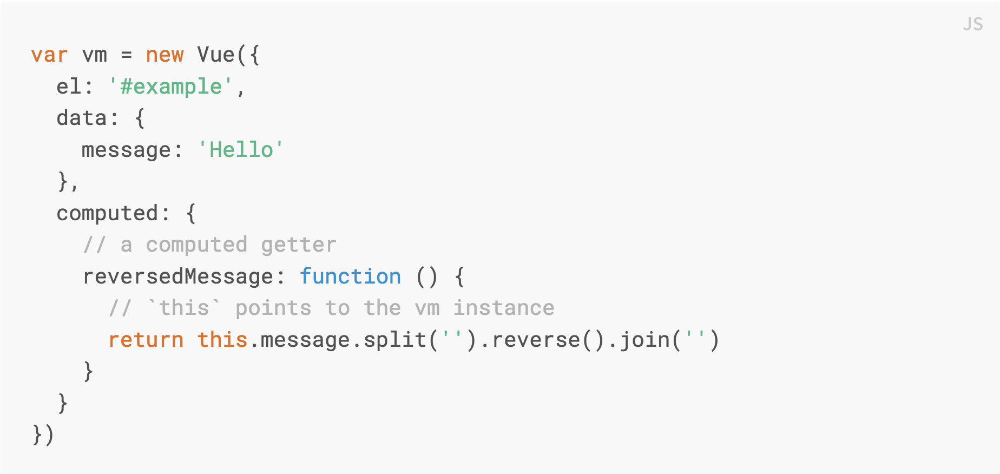 JS
var vm = new Vue({
  el: '#example',
  data: {
    message: 'Hello'
  },
  computed: {
    // a computed getter
    reversedMessage: function () {
      // `this` points to the vm instance
      return this.message.split('').reverse().join('')
    }
  }
})